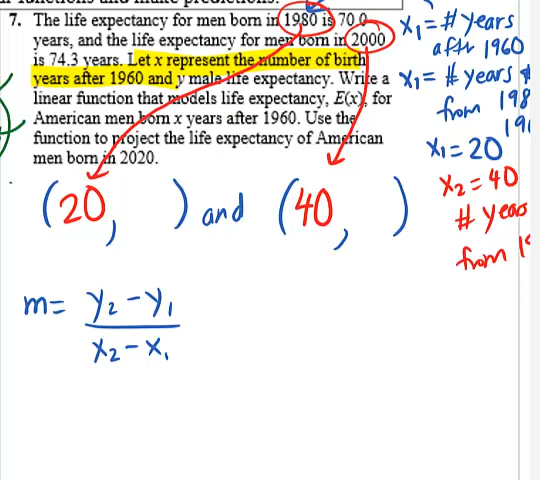 7. The life expectancy for men born in 1980 is 70.0
years, and the life expectancy for men born in 2000
is 74.3 years. Let x represent the number of birth
years after 1960 and y male life expectancy. Write a
linear function that models life expectancy, E(x), for
American men born x years after 1960. Use the
function to project the life expectancy of American
men born in 2020.
x₁ = # years
after 1960
x₁ = # years
from 198
x₁ = 20
x₂ = 40
# years
from 19
(20, ) and (40, )
m = y₂ - y₁
x₂ - x₁